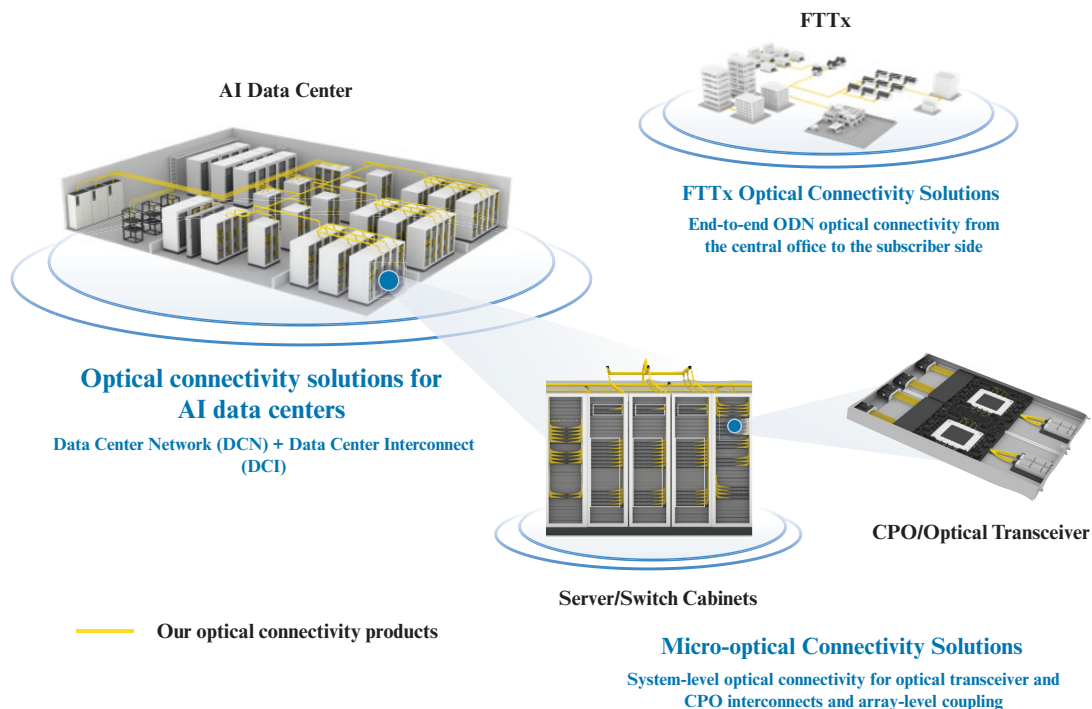 FTTx
AI Data Center
FTTx Optical Connectivity Solutions
End-to-end ODN optical connectivity from
the central office to the subscriber side
Optical connectivity solutions for
AI data centers
Data Center Network (DCN) + Data Center Interconnect
(DCI)
CPO/Optical Transceiver
Server/Switch Cabinets
Our optical connectivity products
Micro-optical Connectivity Solutions
System-level optical connectivity for optical transceiver and
CPO interconnects and array-level coupling